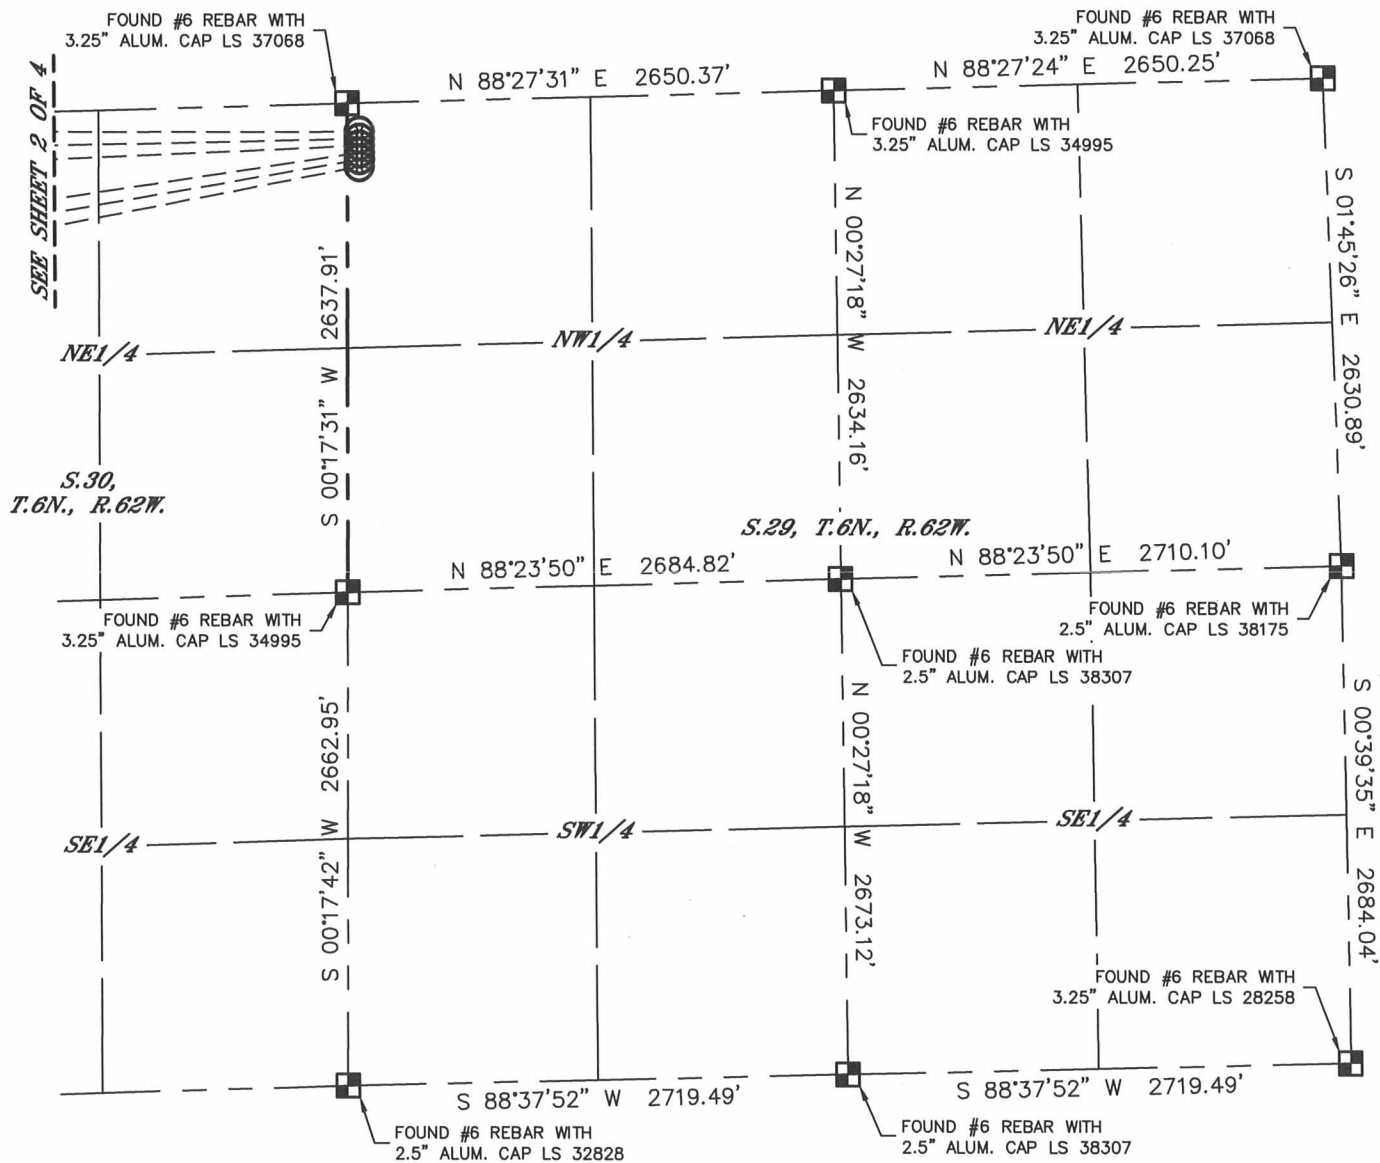 FOUND #6 REBAR WITH
3.25" ALUM. CAP LS 37068
FOUND #6 REBAR WITH
3.25" ALUM. CAP LS 37068
SEE SHEET 2 OF 4
N 88°27'31" E 2650.37'
N 88°27'24" E 2650.25'
FOUND #6 REBAR WITH
3.25" ALUM. CAP LS 34995
S 00°17'31" W 2637.91'
N 00°27'18" W 2634.16'
S 01°45'26" E 2630.89'
NE1/4
NW1/4
NE1/4
S.30,
T.6N., R.62W.
S.29, T.6N., R.62W.
N 88°23'50" E 2684.82'
N 88°23'50" E 2710.10'
FOUND #6 REBAR WITH
3.25" ALUM. CAP LS 34995
FOUND #6 REBAR WITH
2.5" ALUM. CAP LS 38175
FOUND #6 REBAR WITH
2.5" ALUM. CAP LS 38307
S 00°17'42" W 2662.95'
N 00°27'18" W 2673.12'
S 00°39'35" E 2684.04'
SE1/4
SW1/4
SE1/4
FOUND #6 REBAR WITH
3.25" ALUM. CAP LS 28258
S 88°37'52" W 2719.49'
S 88°37'52" W 2719.49'
FOUND #6 REBAR WITH
2.5" ALUM. CAP LS 32828
FOUND #6 REBAR WITH
2.5" ALUM. CAP LS 38307